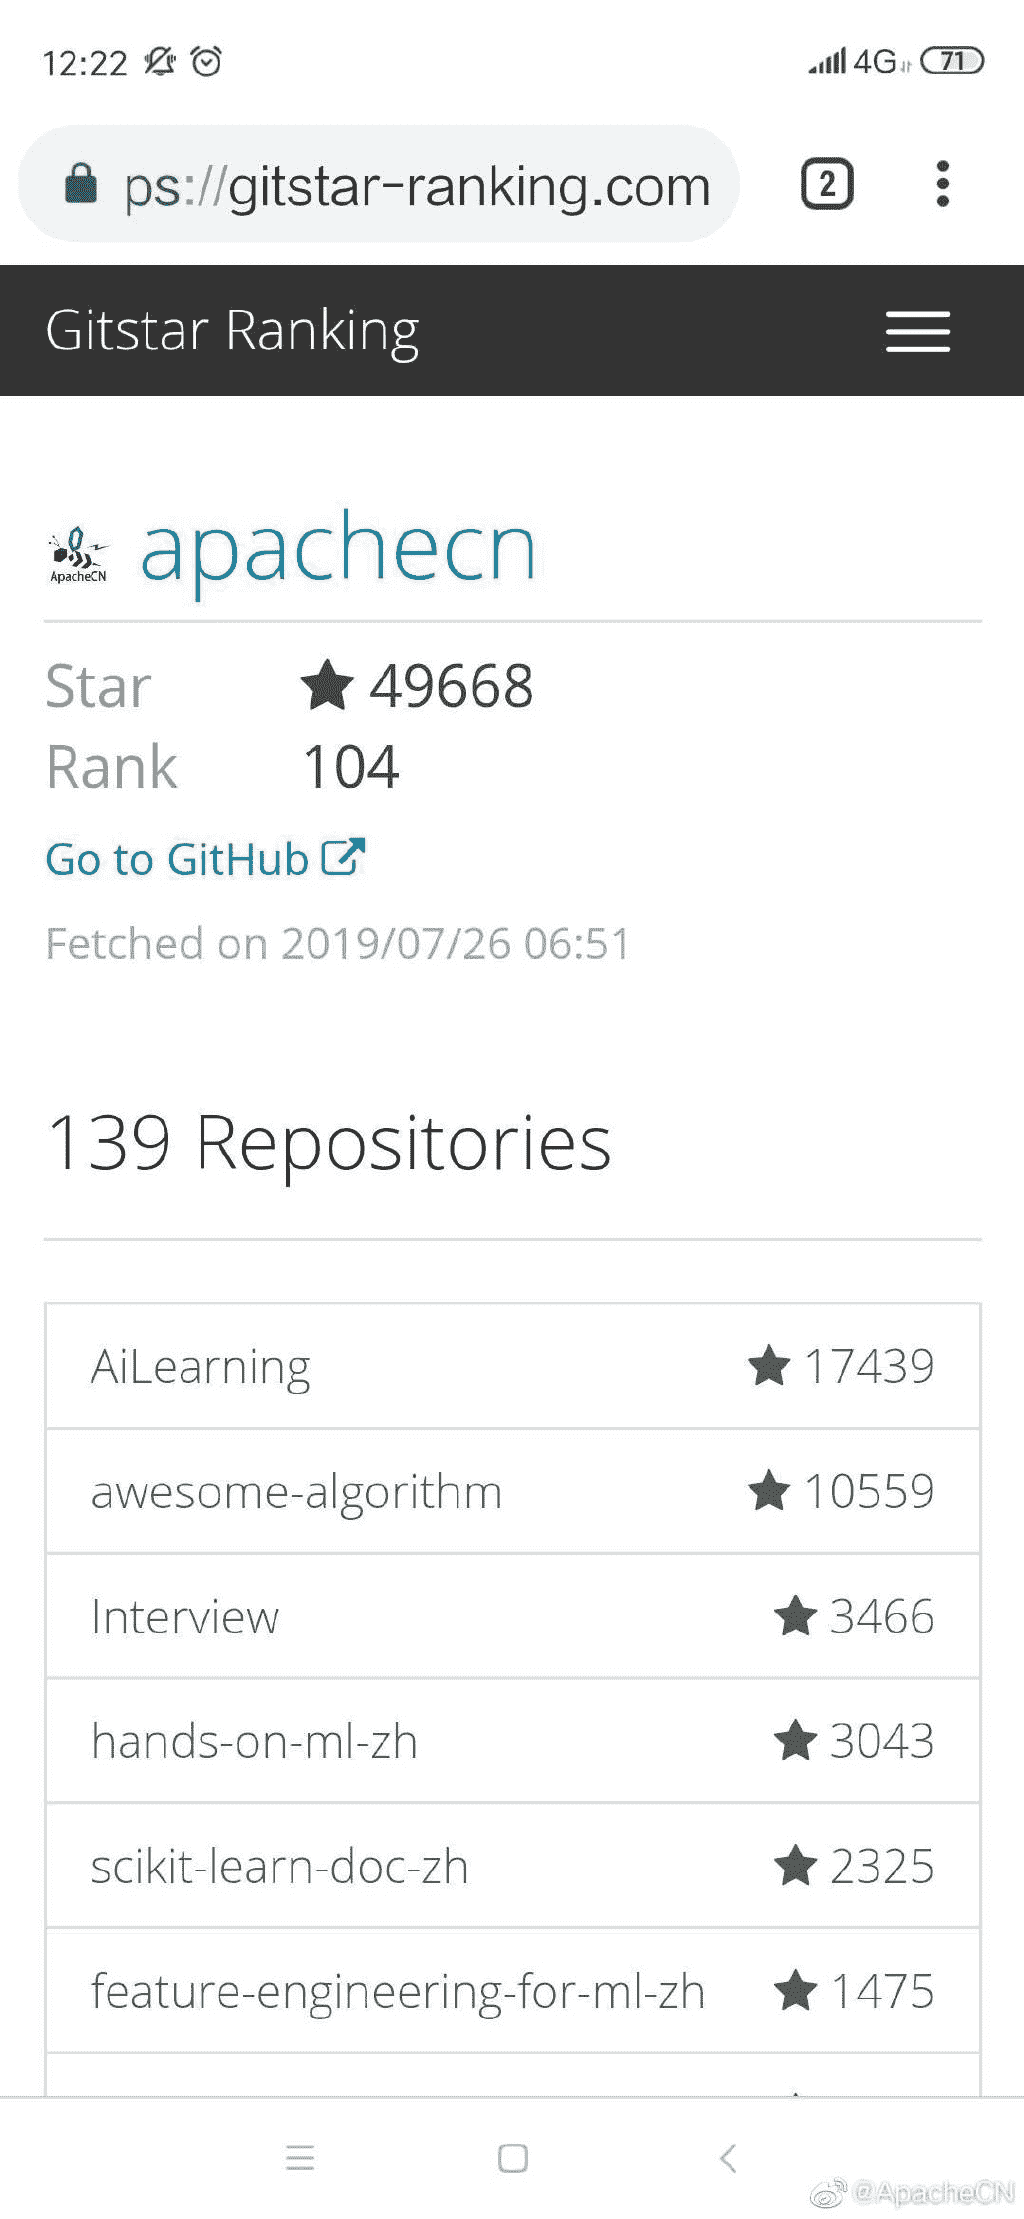 12:22 4G 71
ps://gitstar-ranking.com 2
Gitstar Ranking
ApacheCN apachecn
Star 49668
Rank 104
Go to GitHub
Fetched on 2019/07/26 06:51
139 Repositories
AiLearning 17439
awesome-algorithm 10559
Interview 3466
hands-on-ml-zh 3043
scikit-learn-doc-zh 2325
feature-engineering-for-ml-zh 1475
@ApacheCN